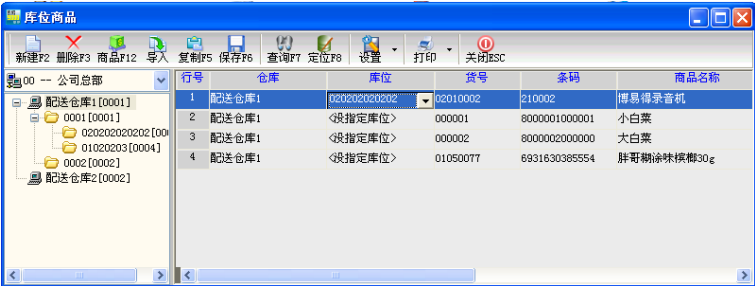 库位商品
新建F2 删除F3 商品F12 导入 复制F5 保存F6 查询F7 定位F8 设置 打印 关闭ESC
00 -- 公司总部
配送仓库1[0001]
0001[0001]
020202020202[000
01020203[0004]
0002[0002]
配送仓库2[0002]
行号 仓库 库位 货号 条码 商品名称
1 配送仓库1 020202020202 02010002 210002 博易得录音机
2 配送仓库1 <没指定库位> 000001 8000001000001 小白菜
3 配送仓库1 <没指定库位> 000002 8000002000000 大白菜
4 配送仓库1 <没指定库位> 01050077 6931630385554 胖哥糊涂味槟榔30g